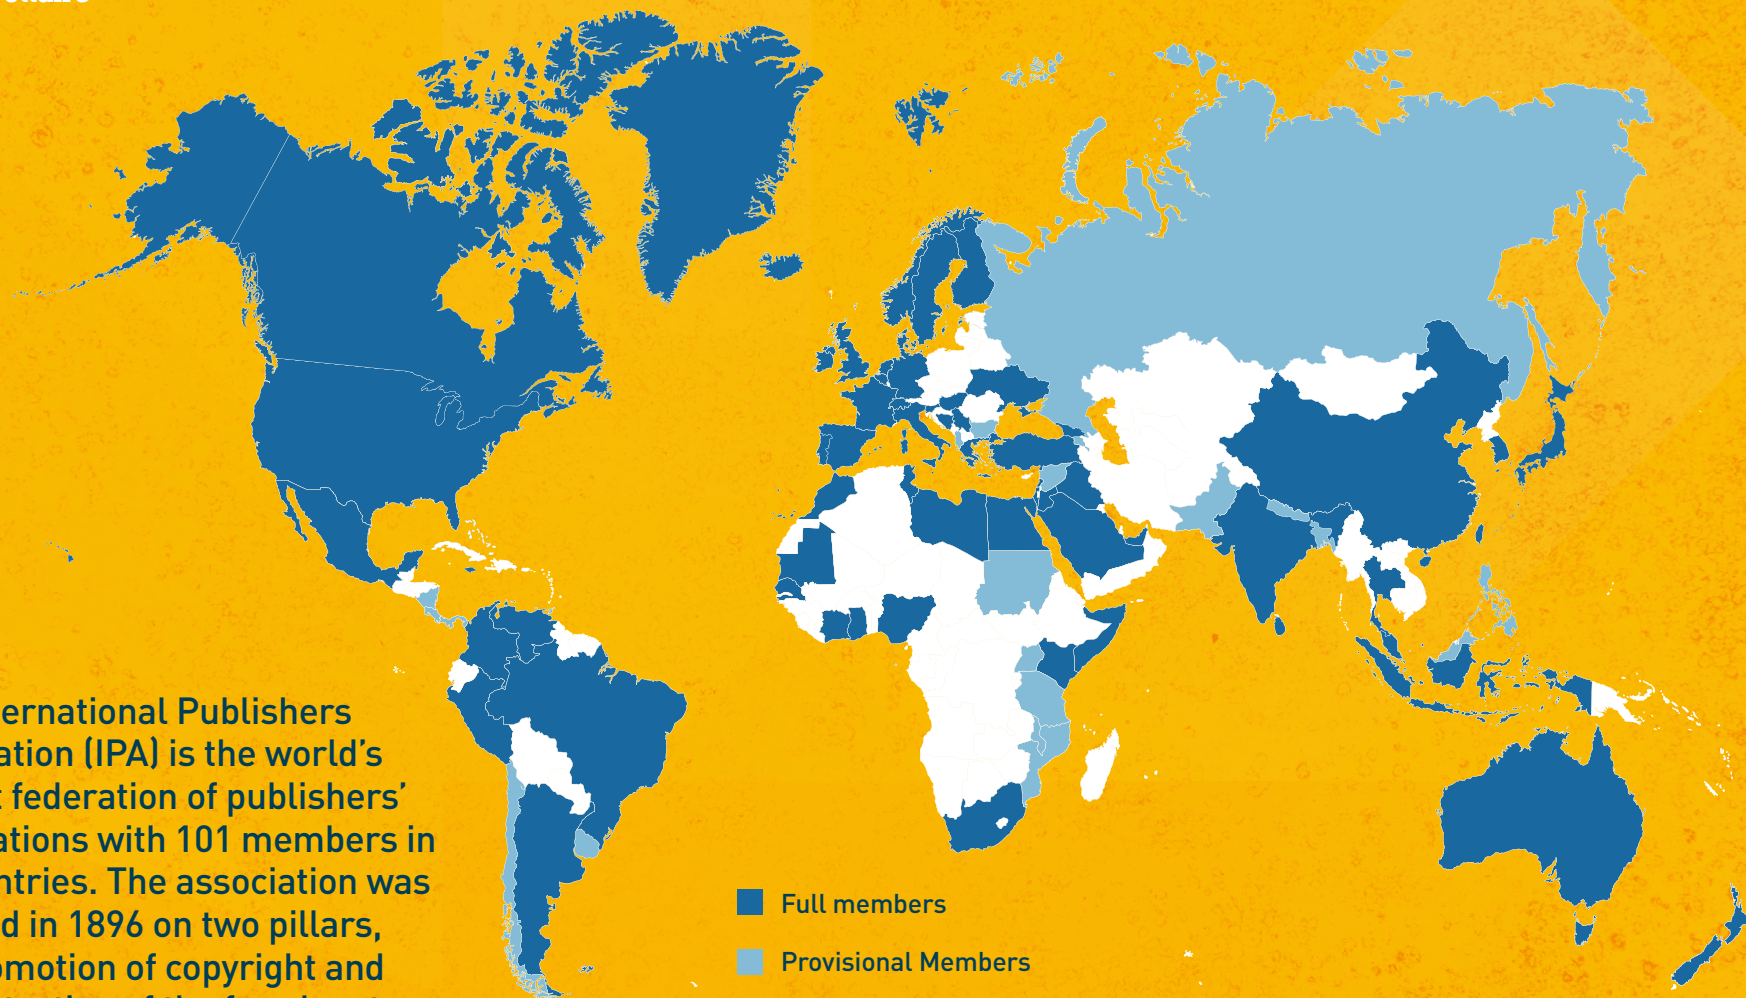 ernational Publishers
ation (IPA) is the world’s
t federation of publishers’
ations with 101 members in
ntries. The association was
d in 1896 on two pillars,
omotion of copyright and
Full members
Provisional Members